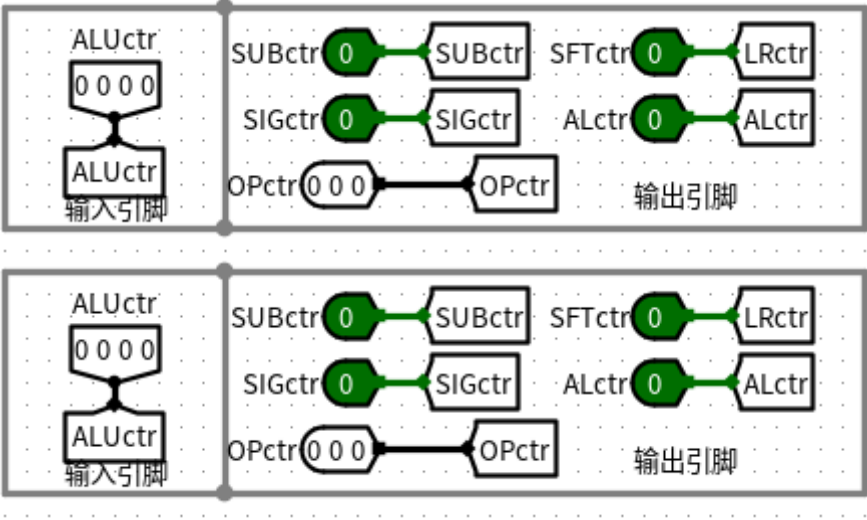 ALUctr
0 0 0 0
ALUctr
输入引脚
SUBctr 0 SUBctr
SFTctr 0 LRctr
SIGctr 0 SIGctr
ALctr 0 ALctr
OPctr 0 0 0 OPctr
输出引脚
ALUctr
0 0 0 0
ALUctr
输入引脚
SUBctr 0 SUBctr
SFTctr 0 LRctr
SIGctr 0 SIGctr
ALctr 0 ALctr
OPctr 0 0 0 OPctr
输出引脚